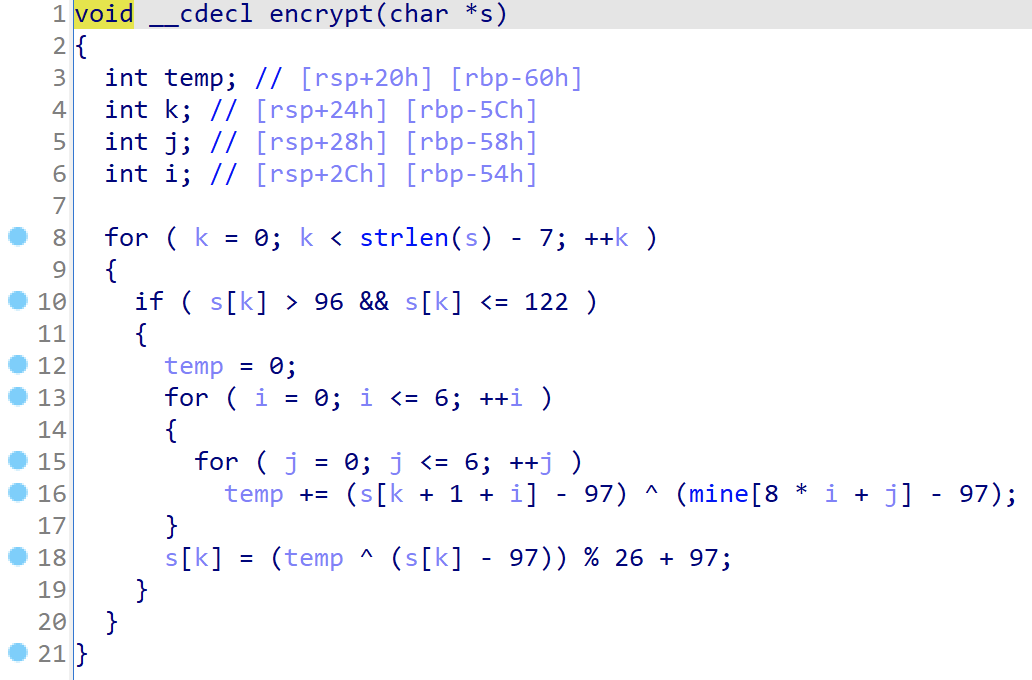 1 void __cdecl encrypt(char *s)
2 {
3   int temp; // [rsp+20h] [rbp-60h]
4   int k; // [rsp+24h] [rbp-5Ch]
5   int j; // [rsp+28h] [rbp-58h]
6   int i; // [rsp+2Ch] [rbp-54h]
7
8   for ( k = 0; k < strlen(s) - 7; ++k )
9   {
10     if ( s[k] > 96 && s[k] <= 122 )
11     {
12       temp = 0;
13       for ( i = 0; i <= 6; ++i )
14       {
15         for ( j = 0; j <= 6; ++j )
16           temp += (s[k + 1 + i] - 97) ^ (mine[8 * i + j] - 97);
17       }
18       s[k] = (temp ^ (s[k] - 97)) % 26 + 97;
19     }
20   }
21 }